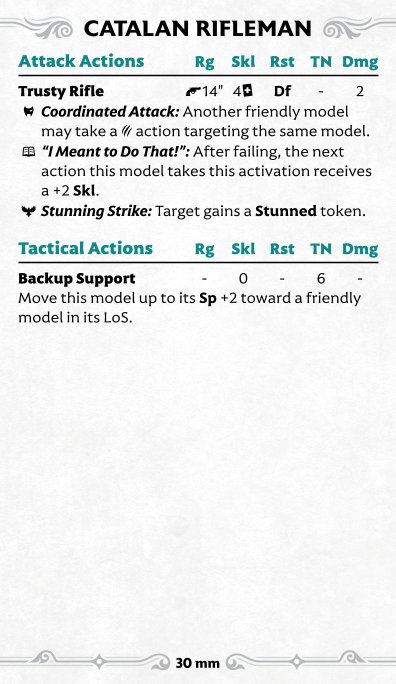 CATALAN RIFLEMAN
Attack Actions Rg Skl Rst TN Dmg
Trusty Rifle 14" 4 Df - 2
Coordinated Attack: Another friendly model
may take a action targeting the same model.
"I Meant to Do That!": After failing, the next
action this model takes this activation receives
a +2 Skl.
Stunning Strike: Target gains a Stunned token.
Tactical Actions Rg Skl Rst TN Dmg
Backup Support - 0 - 6 -
Move this model up to its Sp +2 toward a friendly
model in its LoS.
30 mm